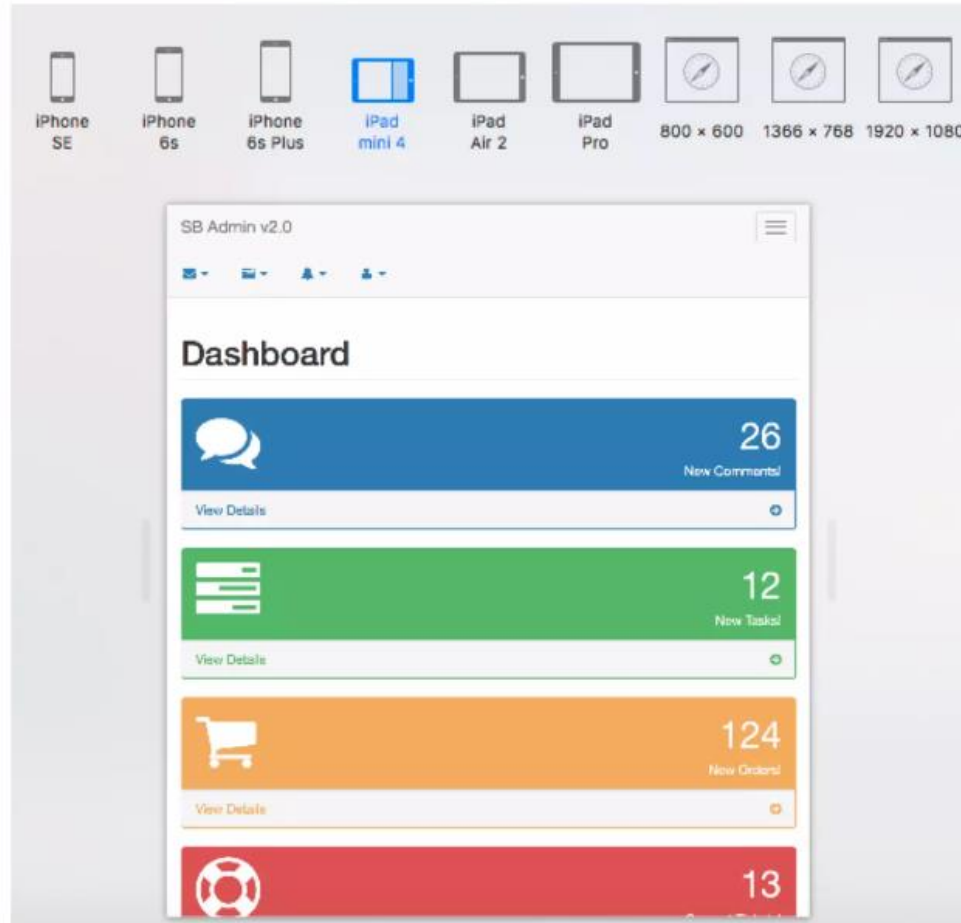 iPhone SE
iPhone 6s
iPhone 6s Plus
iPad mini 4
iPad Air 2
iPad Pro
800 × 600
1366 × 768
1920 × 1080
SB Admin v2.0
Dashboard
26
New Comments!
View Details
12
New Tasks!
View Details
124
New Orders!
View Details
13